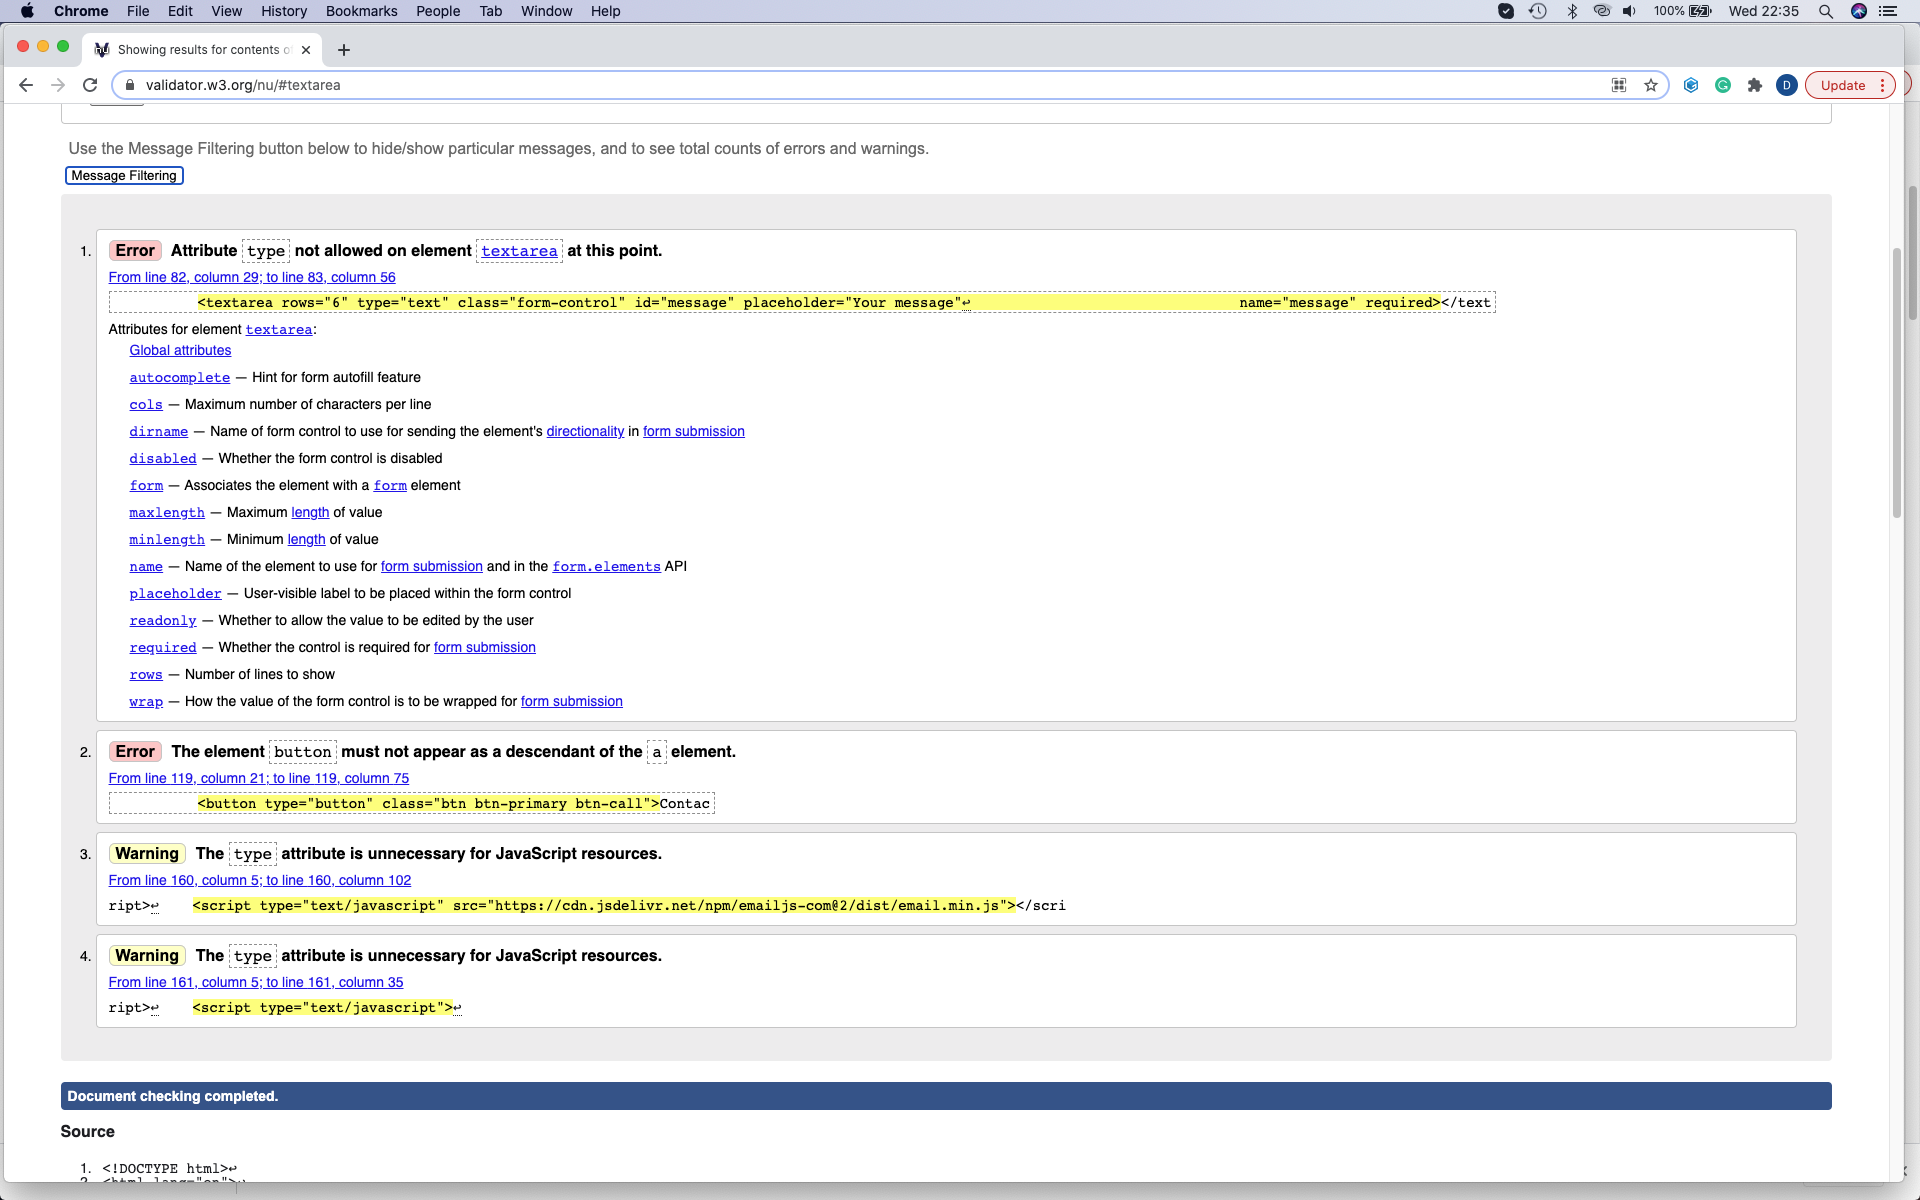 Chrome File Edit View History Bookmarks People Tab Window Help 100% Wed 22:35
Showing results for contents o
validator.w3.org/nu/#textarea D Update
Use the Message Filtering button below to hide/show particular messages, and to see total counts of errors and warnings.
Message Filtering
1. Error Attribute type not allowed on element textarea at this point.
From line 82, column 29; to line 83, column 56
<textarea rows="6" type="text" class="form-control" id="message" placeholder="Your message"↩ name="message" required></text
Attributes for element textarea:
Global attributes
autocomplete — Hint for form autofill feature
cols — Maximum number of characters per line
dirname — Name of form control to use for sending the element's directionality in form submission
disabled — Whether the form control is disabled
form — Associates the element with a form element
maxlength — Maximum length of value
minlength — Minimum length of value
name — Name of the element to use for form submission and in the form.elements API
placeholder — User-visible label to be placed within the form control
readonly — Whether to allow the value to be edited by the user
required — Whether the control is required for form submission
rows — Number of lines to show
wrap — How the value of the form control is to be wrapped for form submission
2. Error The element button must not appear as a descendant of the a element.
From line 119, column 21; to line 119, column 75
<button type="button" class="btn btn-primary btn-call">Contac
3. Warning The type attribute is unnecessary for JavaScript resources.
From line 160, column 5; to line 160, column 102
ript>↩ <script type="text/javascript" src="https://cdn.jsdelivr.net/npm/emailjs-com@2/dist/email.min.js"></scri
4. Warning The type attribute is unnecessary for JavaScript resources.
From line 161, column 5; to line 161, column 35
ript>↩ <script type="text/javascript">↩
Document checking completed.
Source
1. <!DOCTYPE html>↩
2. <html lang="en">↩